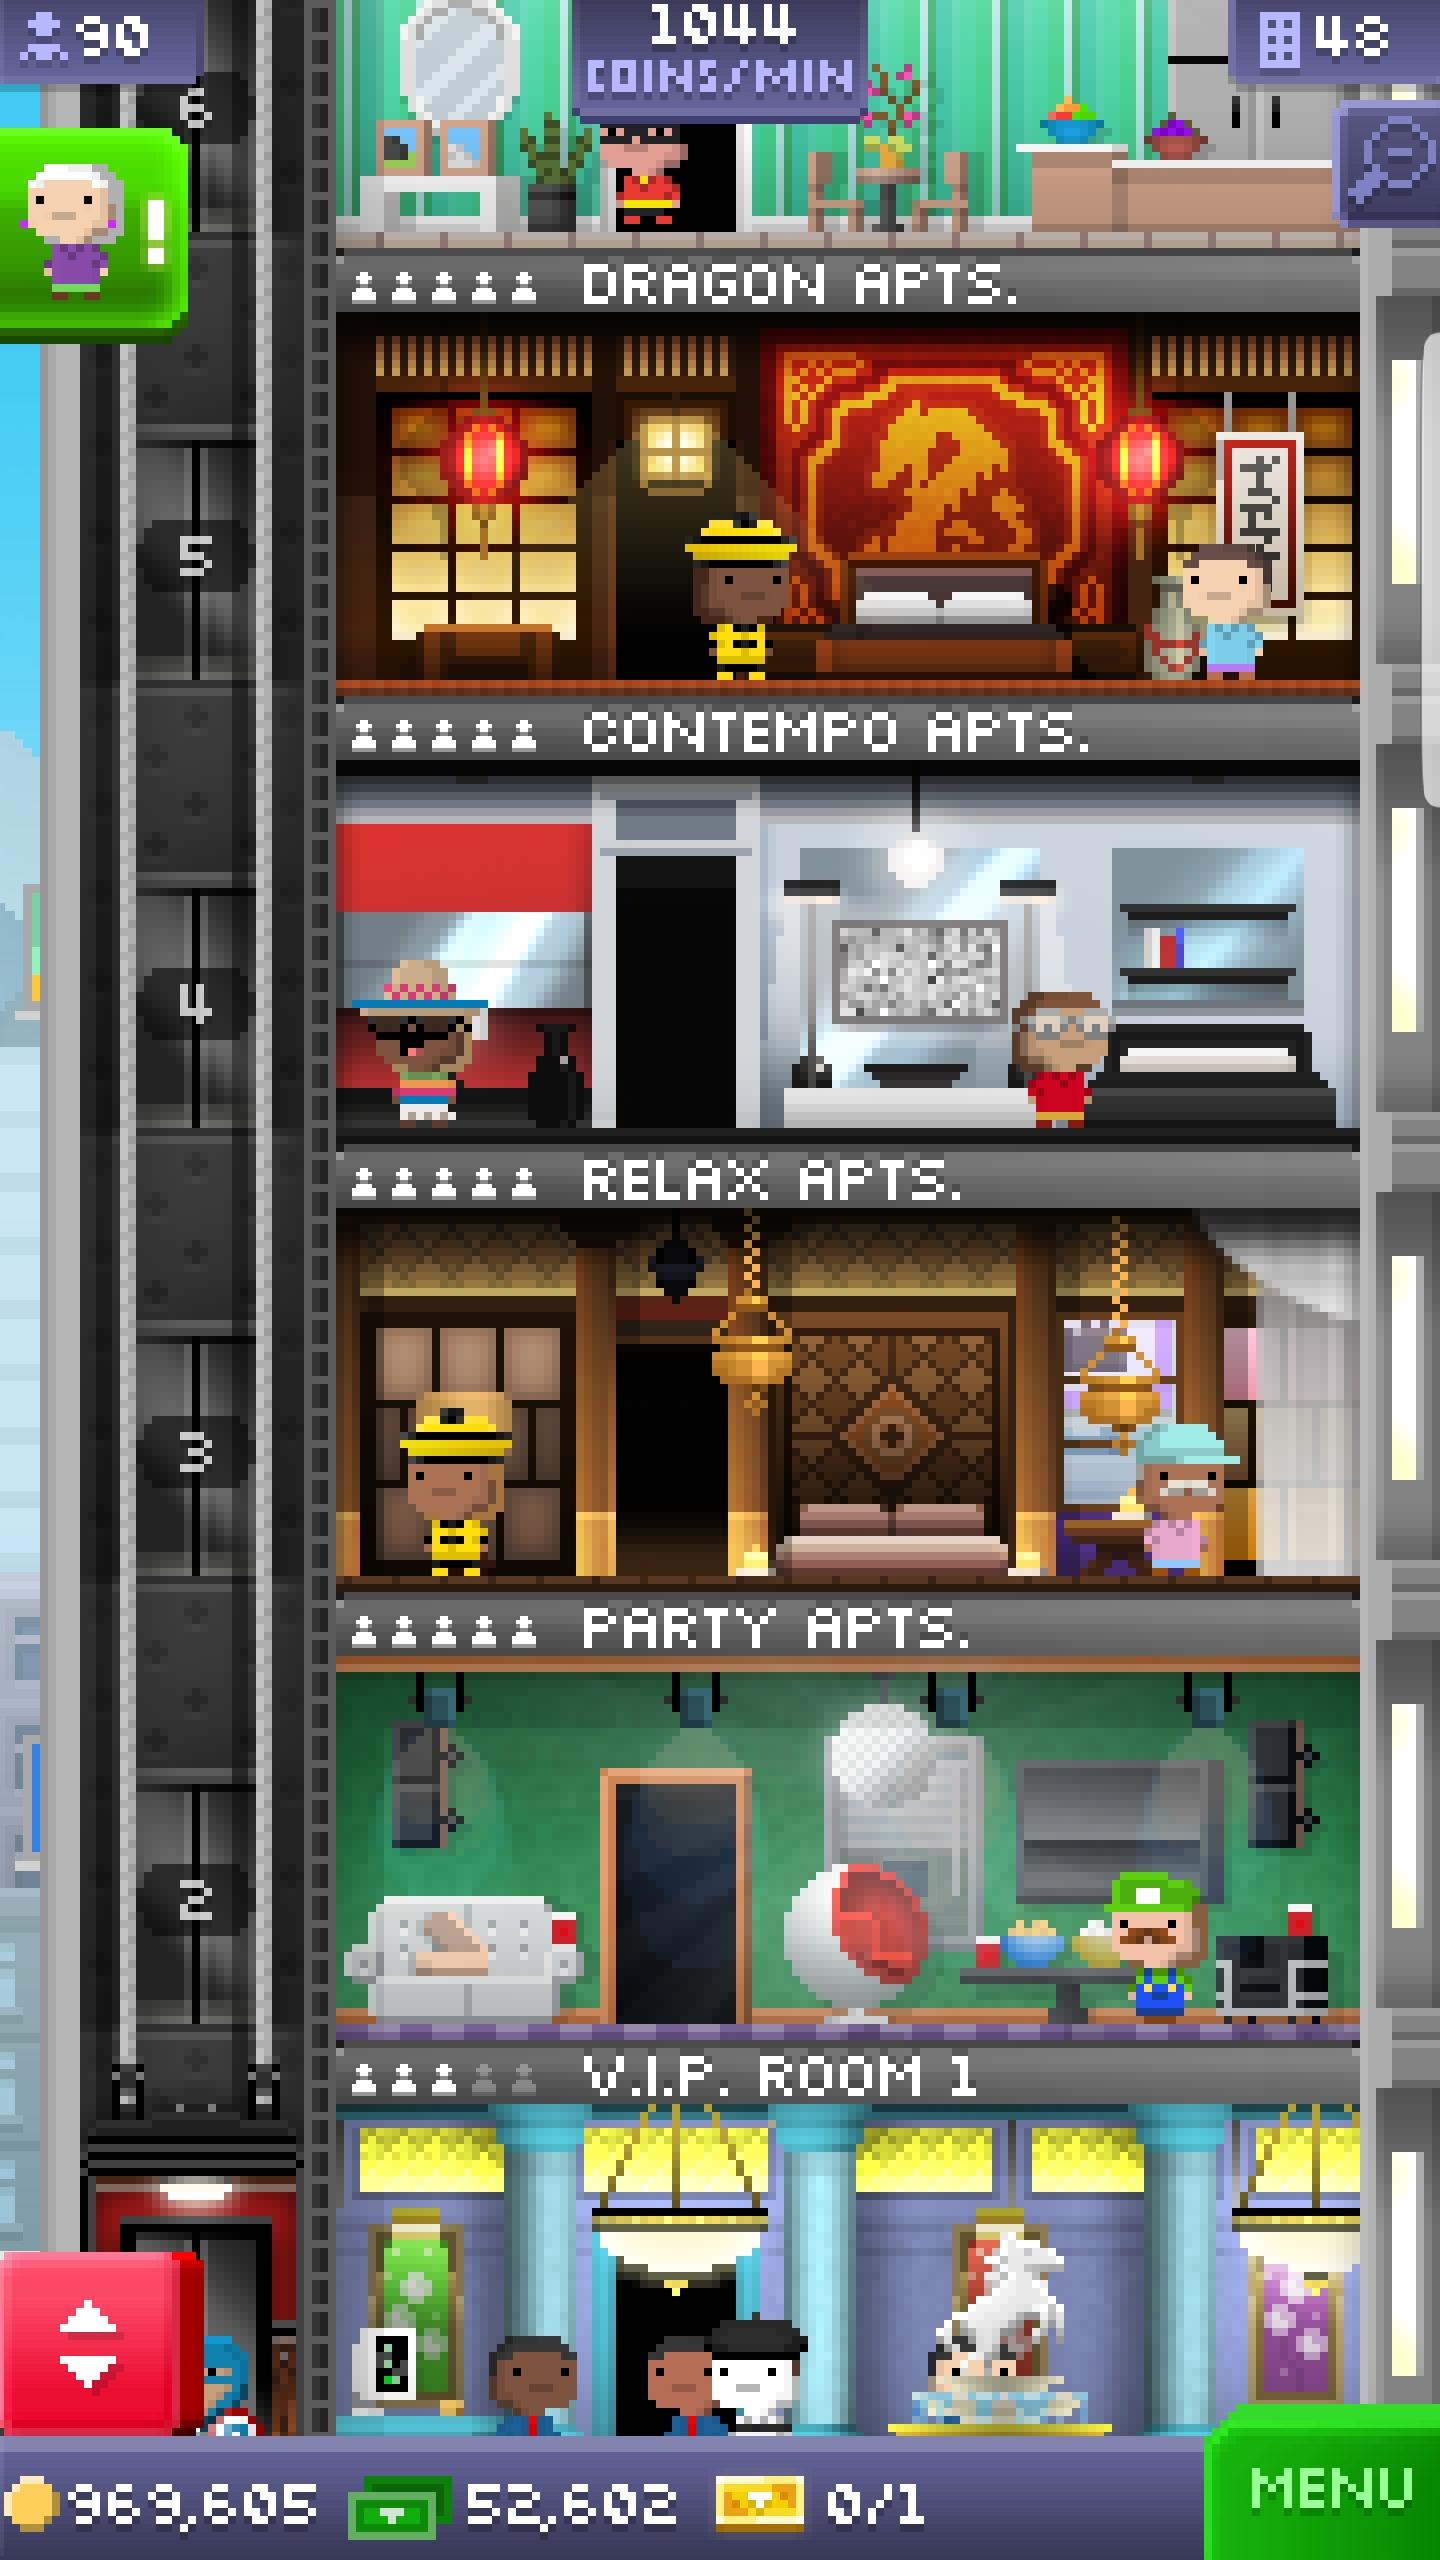 90
1044
COINS/MIN
48
6
!
DRAGON APTS.
5
CONTEMPO APTS.
4
RELAX APTS.
3
PARTY APTS.
2
V.I.P. ROOM 1
969,605
52,602
0/1
MENU